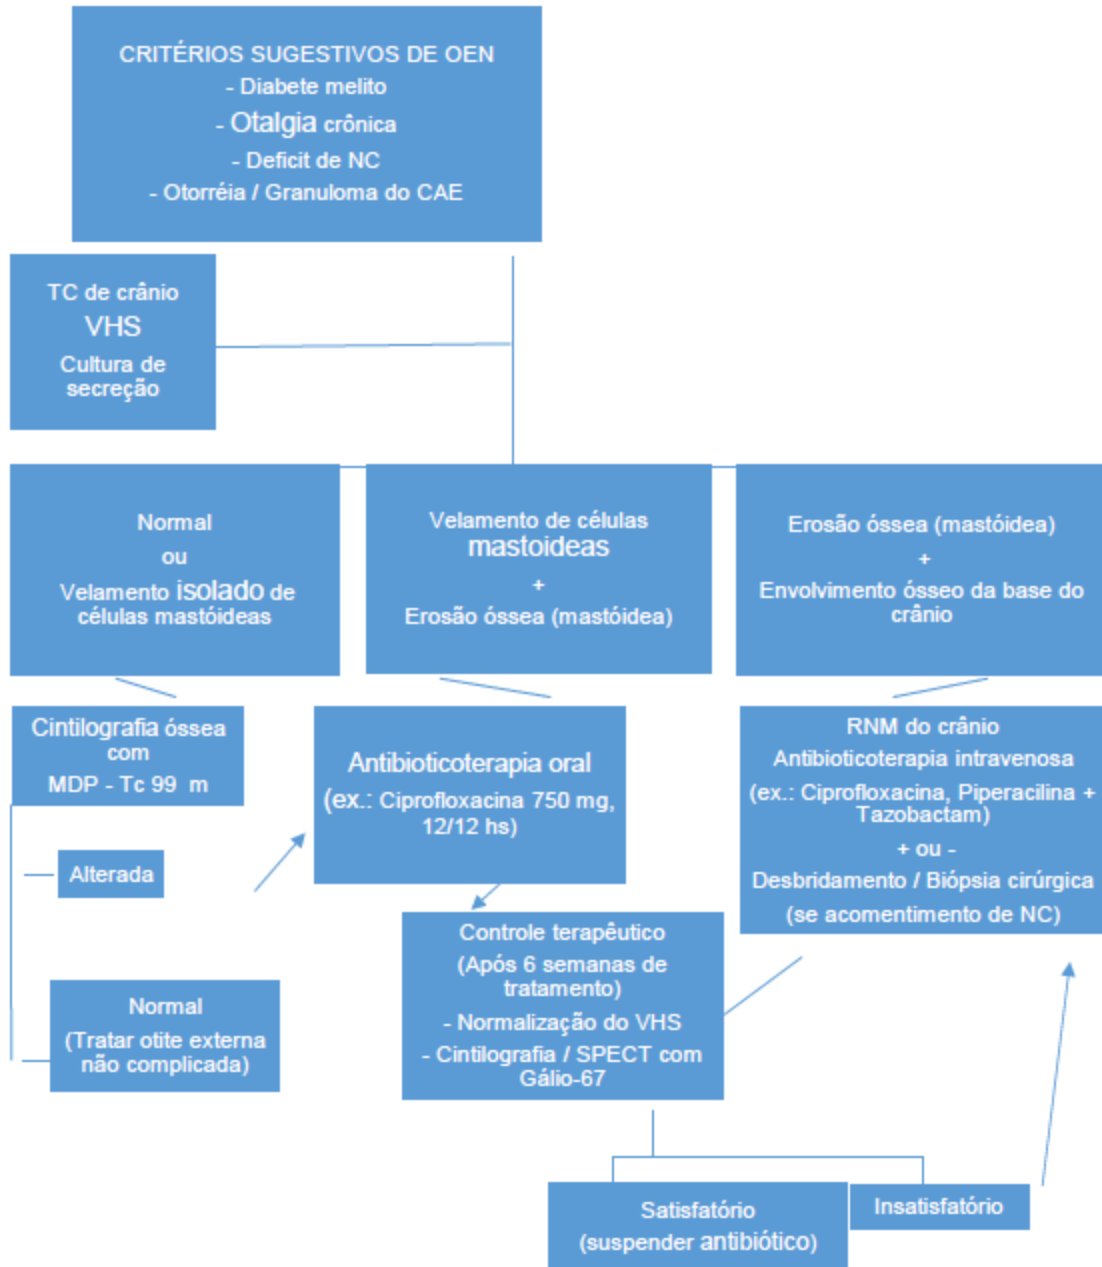 CRITÉRIOS SUGESTIVOS DE OEN
- Diabete melito
- Otalgia crônica
- Deficit de NC
- Otorréia / Granuloma do CAE
TC de crânio
VHS
Cultura de
secreção
Normal
ou
Velamento isolado de
células mastóideas
Velamento de células
mastoideas
+
Erosão óssea (mastóidea)
Erosão óssea (mastóidea)
+
Envolvimento ósseo da base do
crânio
Cintilografia óssea
com
MDP - Tc 99 m
Alterada
Normal
(Tratar otite externa
não complicada)
Antibioticoterapia oral
(ex.: Ciprofloxacina 750 mg,
12/12 hs)
RNM do crânio
Antibioticoterapia intravenosa
(ex.: Ciprofloxacina, Piperacilina +
Tazobactam)
+ ou -
Desbridamento / Biópsia cirúrgica
(se acomentimento de NC)
Controle terapêutico
(Após 6 semanas de
tratamento)
- Normalização do VHS
- Cintilografia / SPECT com
Gálio-67
Satisfatório
(suspender antibiótico)
Insatisfatório